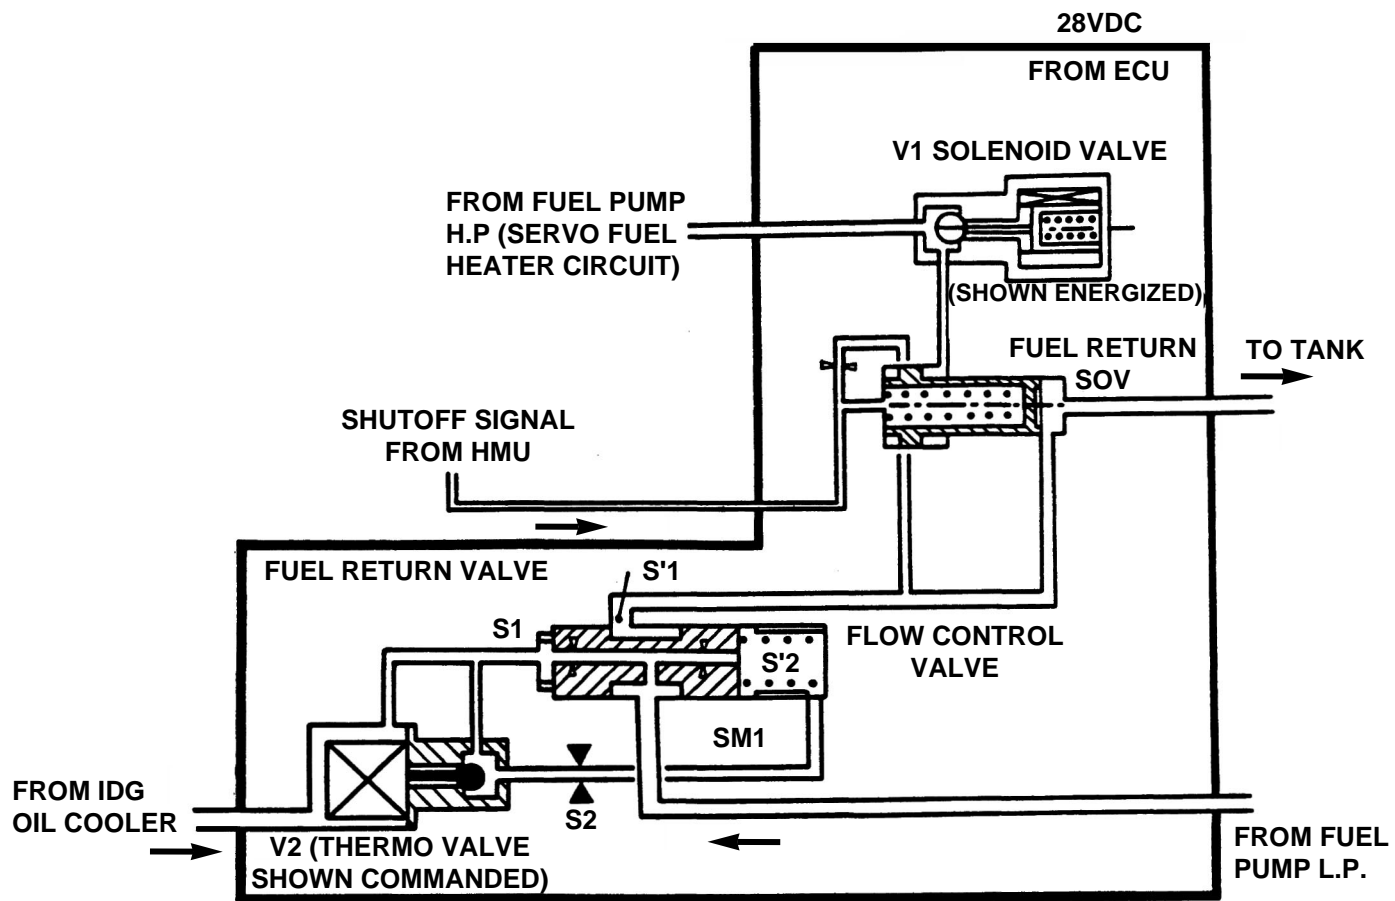 28VDC
FROM ECU
V1 SOLENOID VALVE
FROM FUEL PUMP
H.P (SERVO FUEL
HEATER CIRCUIT)
(SHOWN ENERGIZED)
FUEL RETURN
SOV
TO TANK
SHUTOFF SIGNAL
FROM HMU
FUEL RETURN VALVE
S'1
S1
FLOW CONTROL
VALVE
S'2
SM1
FROM IDG
OIL COOLER
S2
V2 (THERMO VALVE
SHOWN COMMANDED)
FROM FUEL
PUMP L.P.